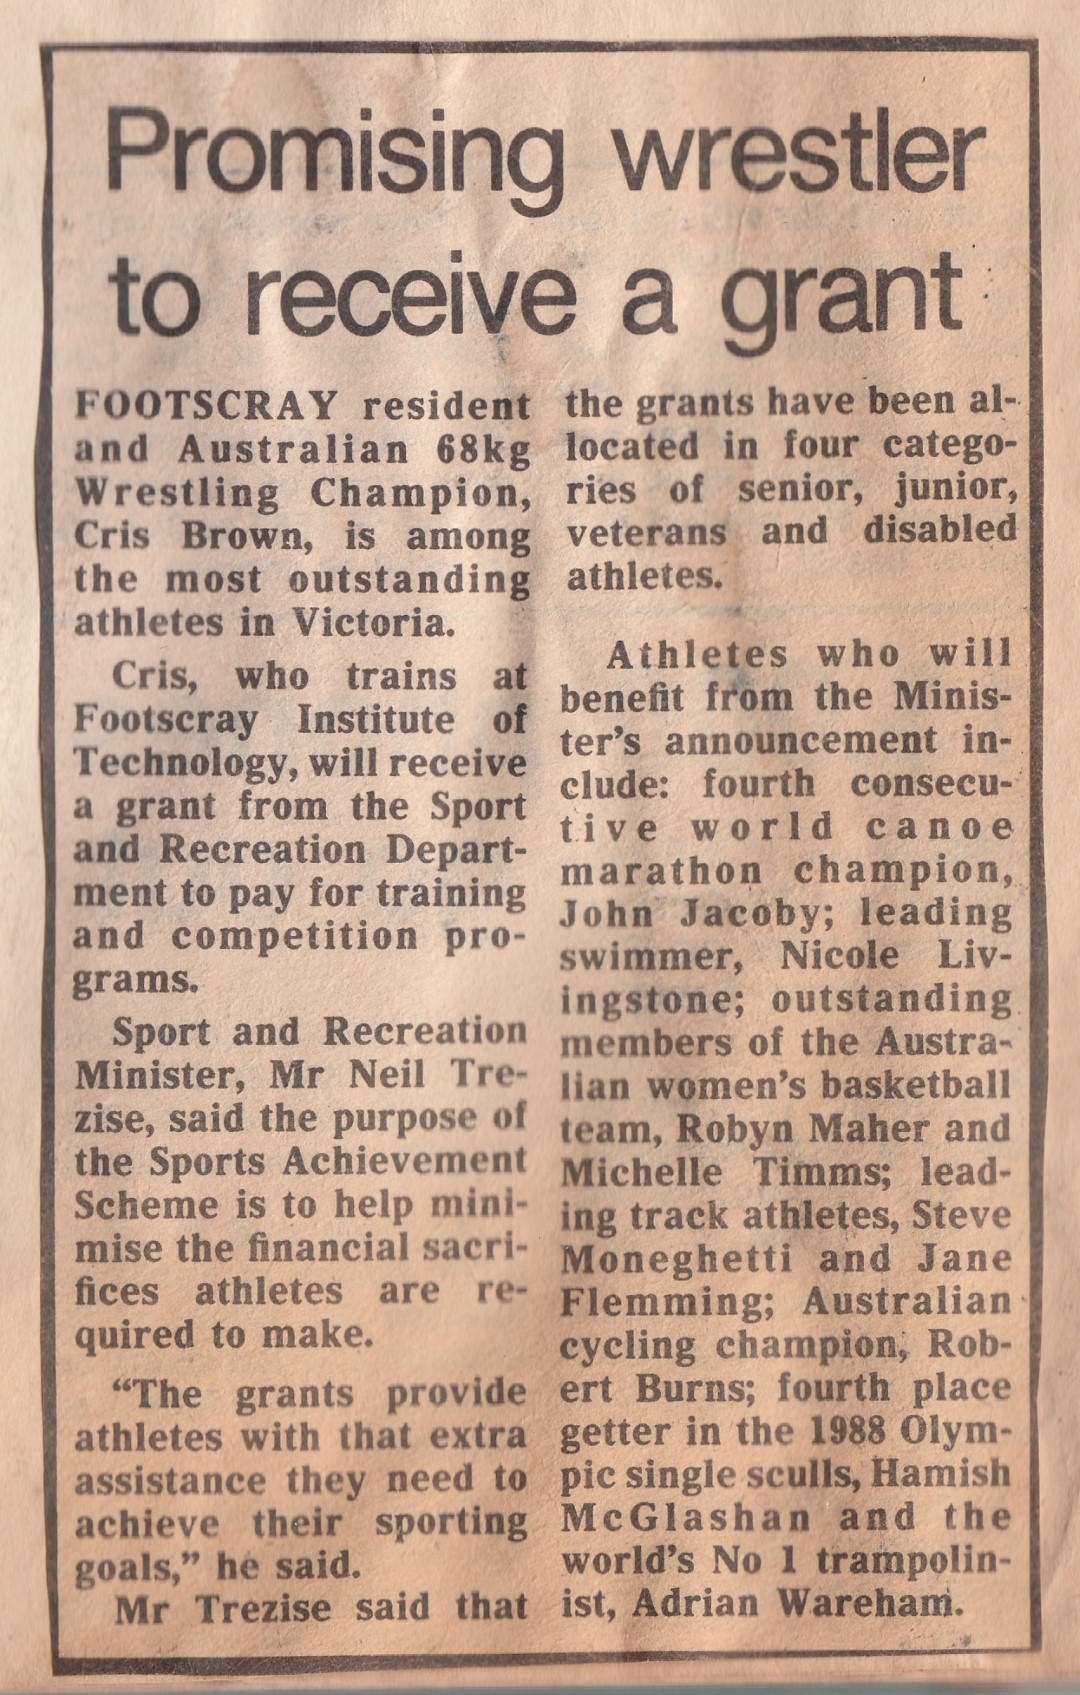 Promising wrestler
to receive a grant
FOOTSCRAY resident
and Australian 68kg
Wrestling Champion,
Cris Brown, is among
the most outstanding
athletes in Victoria.
Cris, who trains at
Footscray Institute of
Technology, will receive
a grant from the Sport
and Recreation Depart-
ment to pay for training
and competition pro-
grams.
Sport and Recreation
Minister, Mr Neil Tre-
zise, said the purpose of
the Sports Achievement
Scheme is to help mini-
mise the financial sacri-
fices athletes are re-
quired to make.
“The grants provide
athletes with that extra
assistance they need to
achieve their sporting
goals,” he said.
Mr Trezise said that
the grants have been al-
located in four catego-
ries of senior, junior,
veterans and disabled
athletes.
Athletes who will
benefit from the Minis-
ter’s announcement in-
clude: fourth consecu-
tive world canoe
marathon champion,
John Jacoby; leading
swimmer, Nicole Liv-
ingstone; outstanding
members of the Austra-
lian women’s basketball
team, Robyn Maher and
Michelle Timms; lead-
ing track athletes, Steve
Moneghetti and Jane
Flemming; Australian
cycling champion, Rob-
ert Burns; fourth place
getter in the 1988 Olym-
pic single sculls, Hamish
McGlashan and the
world’s No 1 trampolin-
ist, Adrian Wareham.